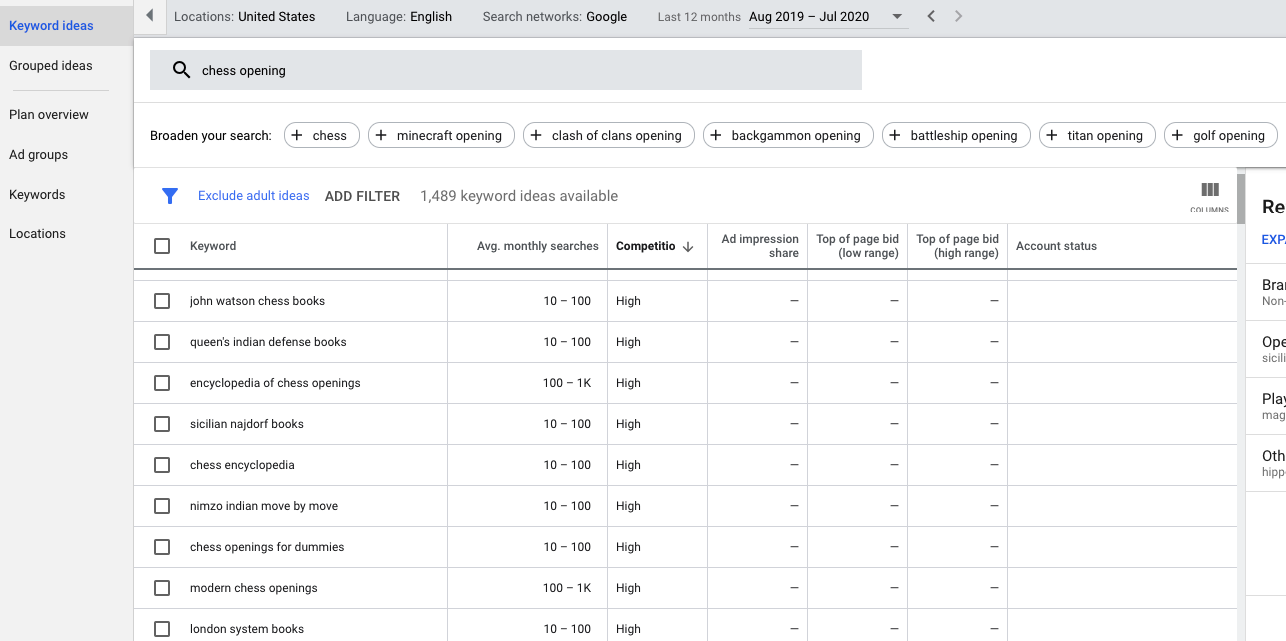 Locations: United States Language: English Search networks: Google Last 12 months Aug 2019 – Jul 2020
Keyword ideas
Grouped ideas
Plan overview
Ad groups
Keywords
Locations
chess opening
Broaden your search: + chess + minecraft opening + clash of clans opening + backgammon opening + battleship opening + titan opening + golf opening
Exclude adult ideas ADD FILTER 1,489 keyword ideas available
COLUMNS
Keyword Avg. monthly searches Competitio Ad impression share Top of page bid (low range) Top of page bid (high range) Account status
john watson chess books 10 – 100 High – – –
queen's indian defense books 10 – 100 High – – –
encyclopedia of chess openings 100 – 1K High – – –
sicilian najdorf books 10 – 100 High – – –
chess encyclopedia 10 – 100 High – – –
nimzo indian move by move 10 – 100 High – – –
chess openings for dummies 10 – 100 High – – –
modern chess openings 100 – 1K High – – –
london system books 10 – 100 High – – –
Re
EXP
Bra
Non-
Ope
sicili
Play
mag
Oth
hipp